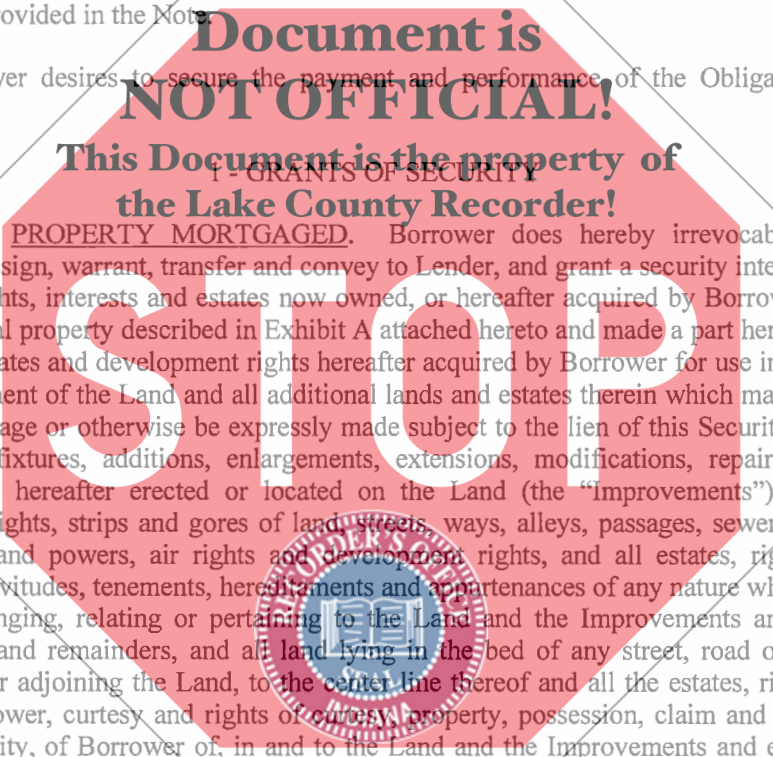 ovided in the Note.
Document is
er desires to secure the payment and performance of the Obliga
NOT OFFICIAL!
This Document is the property of
1 - GRANTS OF SECURITY
the Lake County Recorder!
PROPERTY MORTGAGED. Borrower does hereby irrevocab
sign, warrant, transfer and convey to Lender, and grant a security inte
hts, interests and estates now owned, or hereafter acquired by Borrow
al property described in Exhibit A attached hereto and made a part her
ates and development rights hereafter acquired by Borrower for use in
ent of the Land and all additional lands and estates therein which ma
age or otherwise be expressly made subject to the lien of this Securit
fixtures, additions, enlargements, extensions, modifications, repair
hereafter erected or located on the Land (the “Improvements”)
ights, strips and gores of land, streets, ways, alleys, passages, sewer
and powers, air rights and development rights, and all estates, rig
vitudes, tenements, hereditaments and appurtenances of any nature wh
nging, relating or pertaining to the Land and the Improvements an
and remainders, and all land lying in the bed of any street, road o
r adjoining the Land, to the center line thereof and all the estates, ri
ower, curtesy and rights of curtesy, property, possession, claim and
ity, of Borrower of, in and to the Land and the Improvements and e
STOP
RECORDER'S OFFICE
INDIANA